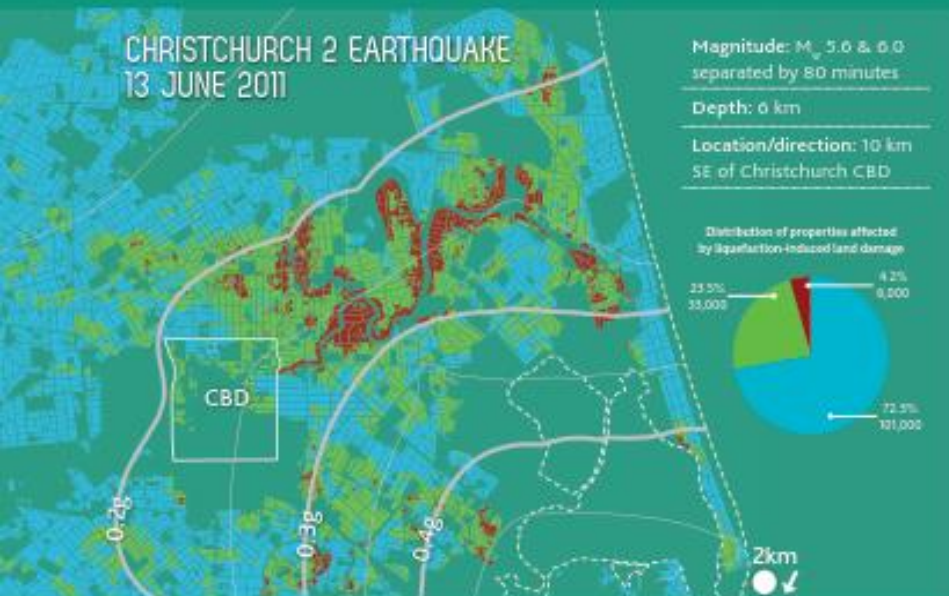 CHRISTCHURCH 2 EARTHQUAKE
13 JUNE 2011
Magnitude: Mw 5.6 & 6.0
separated by 80 minutes
Depth: 6 km
Location/direction: 10 km
SE of Christchurch CBD
Distribution of properties affected
by liquefaction-induced land damage
23.5%
33,000
4.2%
6,000
72.3%
101,000
CBD
0.2g
0.3g
0.4g
2km